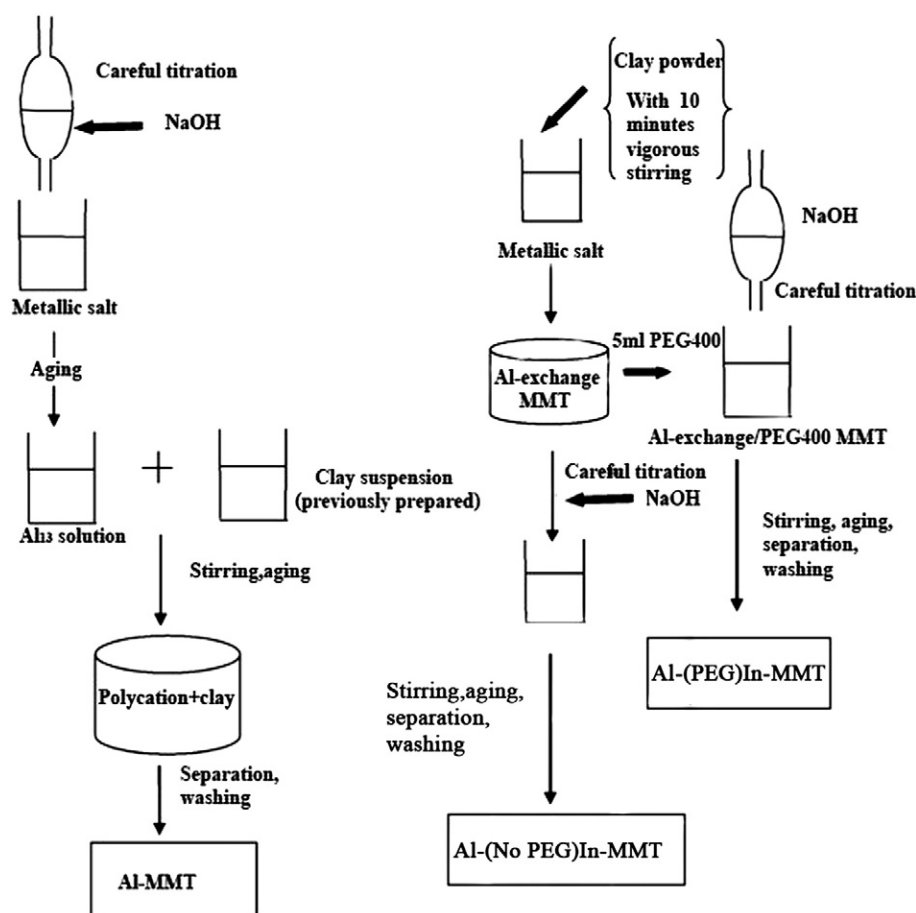 Careful titration
NaOH
Metallic salt
Aging
Al13 solution
+
Clay suspension
(previously prepared)
Stirring,aging
Polycation+clay
Separation,
washing
Al-MMT
Clay powder
With 10
minutes
vigorous
stirring
Metallic salt
Al-exchange
MMT
5ml PEG400
NaOH
Careful titration
Al-exchange/PEG400 MMT
Careful titration
NaOH
Stirring,aging,
separation,
washing
Al-(No PEG)In-MMT
Stirring, aging,
separation,
washing
Al-(PEG)In-MMT